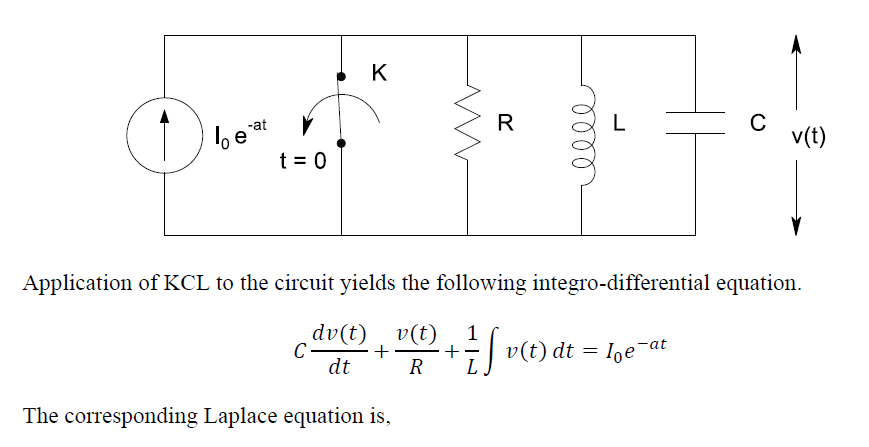 K
I₀ e⁻ᵃᵗ
t = 0
R
L
C
v(t)
Application of KCL to the circuit yields the following integro-differential equation.
C dv(t)/dt + v(t)/R + 1/L ∫ v(t) dt = I₀e⁻ᵃᵗ
The corresponding Laplace equation is,